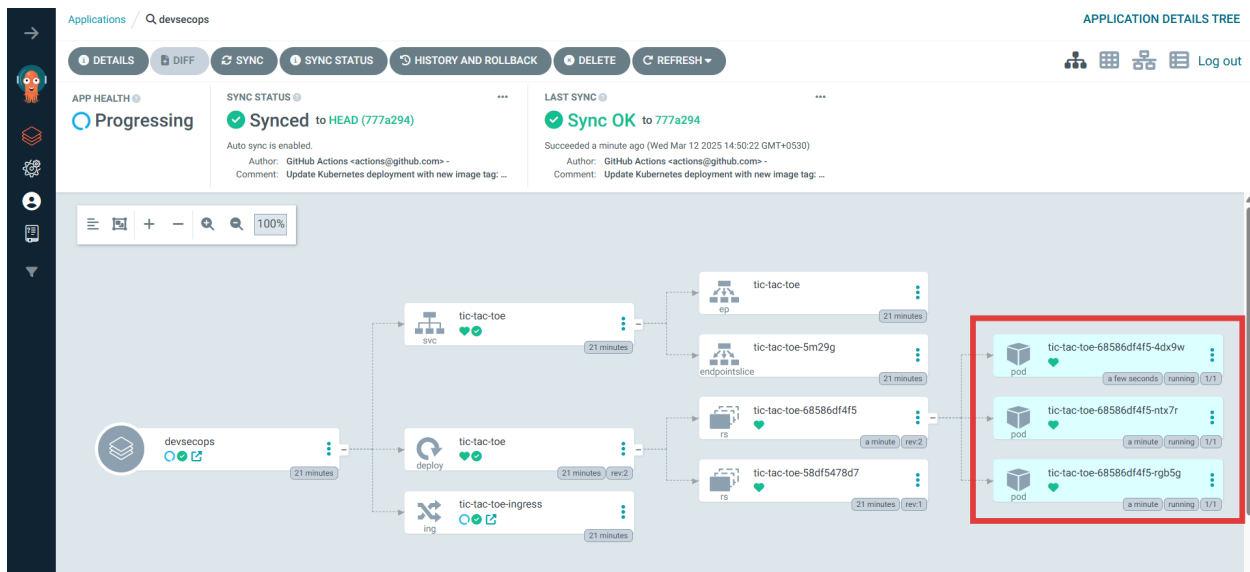 Applications / devsecops
APPLICATION DETAILS TREE
DETAILS DIFF SYNC SYNC STATUS HISTORY AND ROLLBACK DELETE REFRESH
Log out
APP HEALTH
Progressing
SYNC STATUS
Synced to HEAD (777a294)
Auto sync is enabled.
Author: GitHub Actions <actions@github.com> -
Comment: Update Kubernetes deployment with new image tag: ...
LAST SYNC
Sync OK to 777a294
Succeeded a minute ago (Wed Mar 12 2025 14:50:22 GMT+0530)
Author: GitHub Actions <actions@github.com> -
Comment: Update Kubernetes deployment with new image tag: ...
100%
devsecops
21 minutes
tic-tac-toe
svc
21 minutes
tic-tac-toe
deploy
21 minutes rev:2
tic-tac-toe-ingress
ing
21 minutes
tic-tac-toe
ep
21 minutes
tic-tac-toe-5m29g
endpointslice
21 minutes
tic-tac-toe-68586df4f5
rs
a minute rev:2
tic-tac-toe-58df5478d7
rs
21 minutes rev:1
tic-tac-toe-68586df4f5-4dx9w
pod
a few seconds running 1/1
tic-tac-toe-68586df4f5-ntx7r
pod
a minute running 1/1
tic-tac-toe-68586df4f5-rgb5g
pod
a minute running 1/1